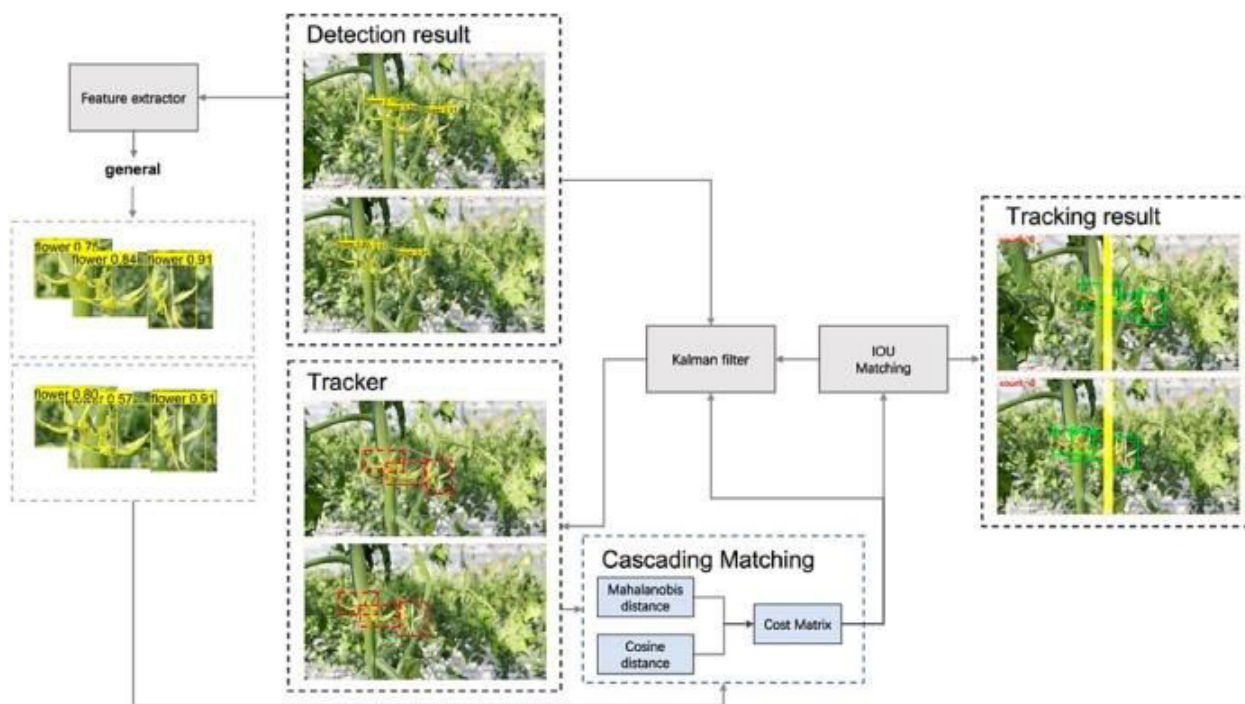 Detection result
Feature extractor
general
flower 0.75
flower 0.84
flower 0.91
flower 0.80
0.57
flower 0.91
Tracker
Kalman filter
IOU
Matching
Tracking result
Cascading Matching
Mahalanobis
distance
Cosine
distance
Cost Matrix